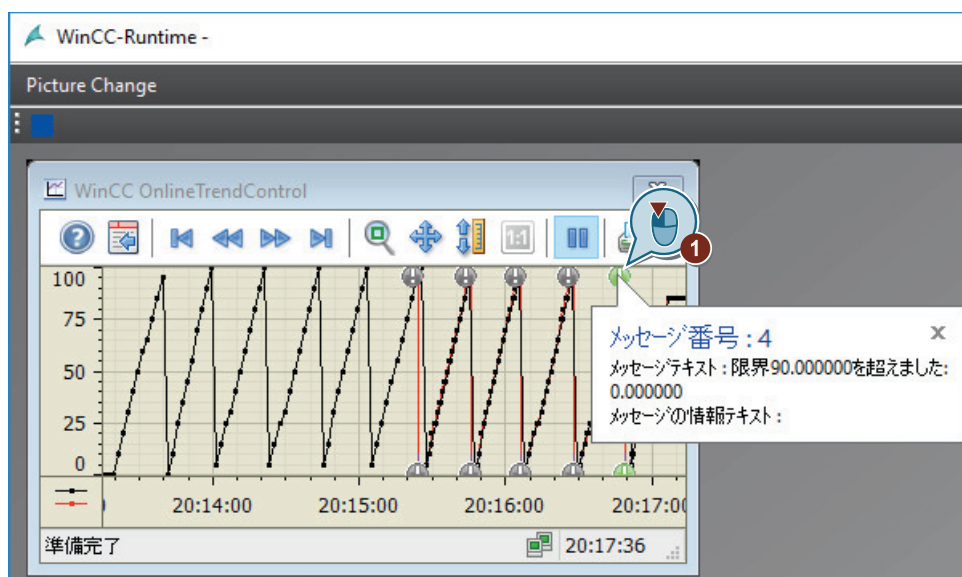 WinCC-Runtime -
Picture Change
WinCC OnlineTrendControl
1:1
1
100
75
50
25
0
メッセージ番号 : 4
x
メッセージテキスト : 限界90.000000を超えました:
0.000000
メッセージの情報テキスト :
20:14:00 20:15:00 20:16:00 20:17:00
準備完了 20:17:36